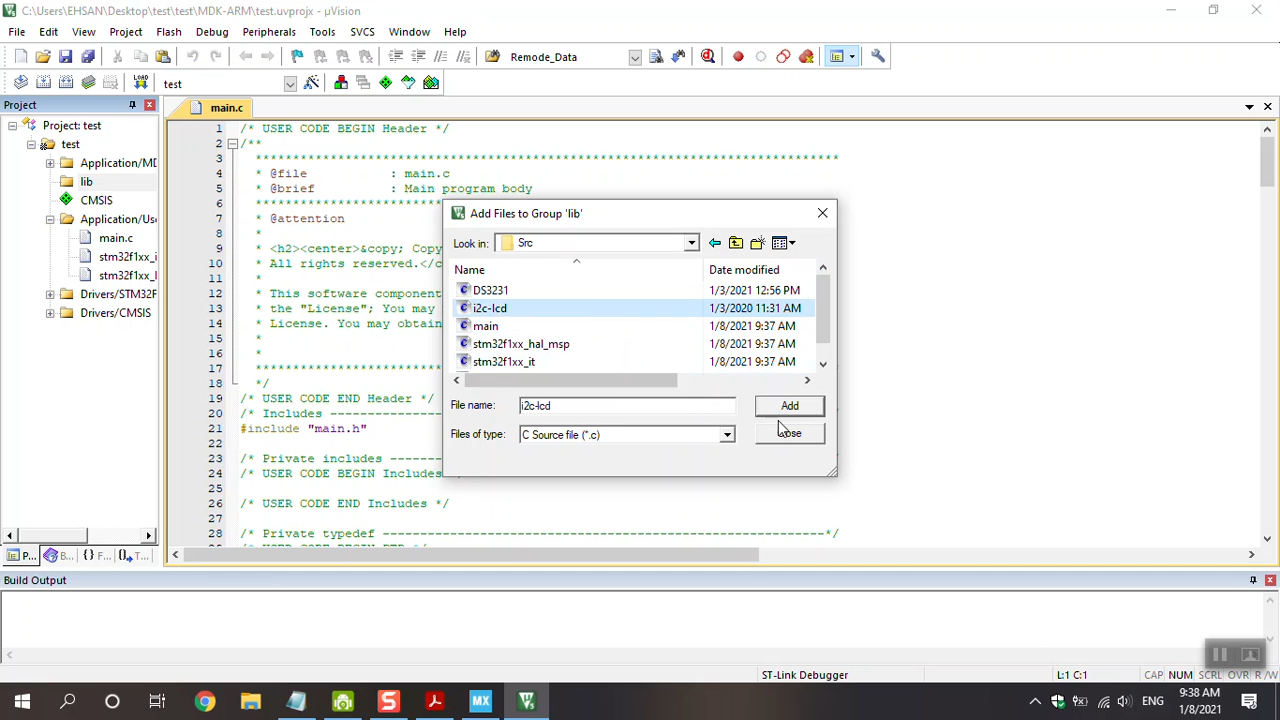 C:\Users\EHSAN\Desktop\test\test\MDK-ARM\test.uvprojx - µVision
File Edit View Project Flash Debug Peripherals Tools SVCS Window Help
Remote_Data
LOAD
test
Project
main.c
Project: test
test
Application/MD
lib
CMSIS
Application/Use
main.c
stm32f1xx_i
stm32f1xx_l
Drivers/STM32F
Drivers/CMSIS
1 /* USER CODE BEGIN Header */
2 /**
3 ******************************************************************************
4 * @file : main.c
5 * @brief : Main program body
6
7 * @attention
8
9 * <h2><center>&copy; Copy
10 * All rights reserved.</c
11 *
12 * This software component
13 * the "License"; You may
14 * License. You may obtain
15 *
16 *
17
18 */
19 /* USER CODE END Header */
20 /* Includes
21 #include "main.h"
22
23 /* Private includes
24 /* USER CODE BEGIN Includes
25
26 /* USER CODE END Includes */
27
28 /* Private typedef -----------------------------------------------------------*/
Add Files to Group 'lib'
Look in: Src
Name Date modified
DS3231 1/3/2021 12:56 PM
i2c-lcd 1/3/2020 11:31 AM
main 1/8/2021 9:37 AM
stm32f1xx_hal_msp 1/8/2021 9:37 AM
stm32f1xx_it 1/8/2021 9:37 AM
File name: i2c-lcd Add
Files of type: C Source file (*.c)
P... B... {} F... T...
Build Output
ST-Link Debugger L:1 C:1 CAP NUM SCRL OVR R/W
MX
ENG
9:38 AM
1/8/2021